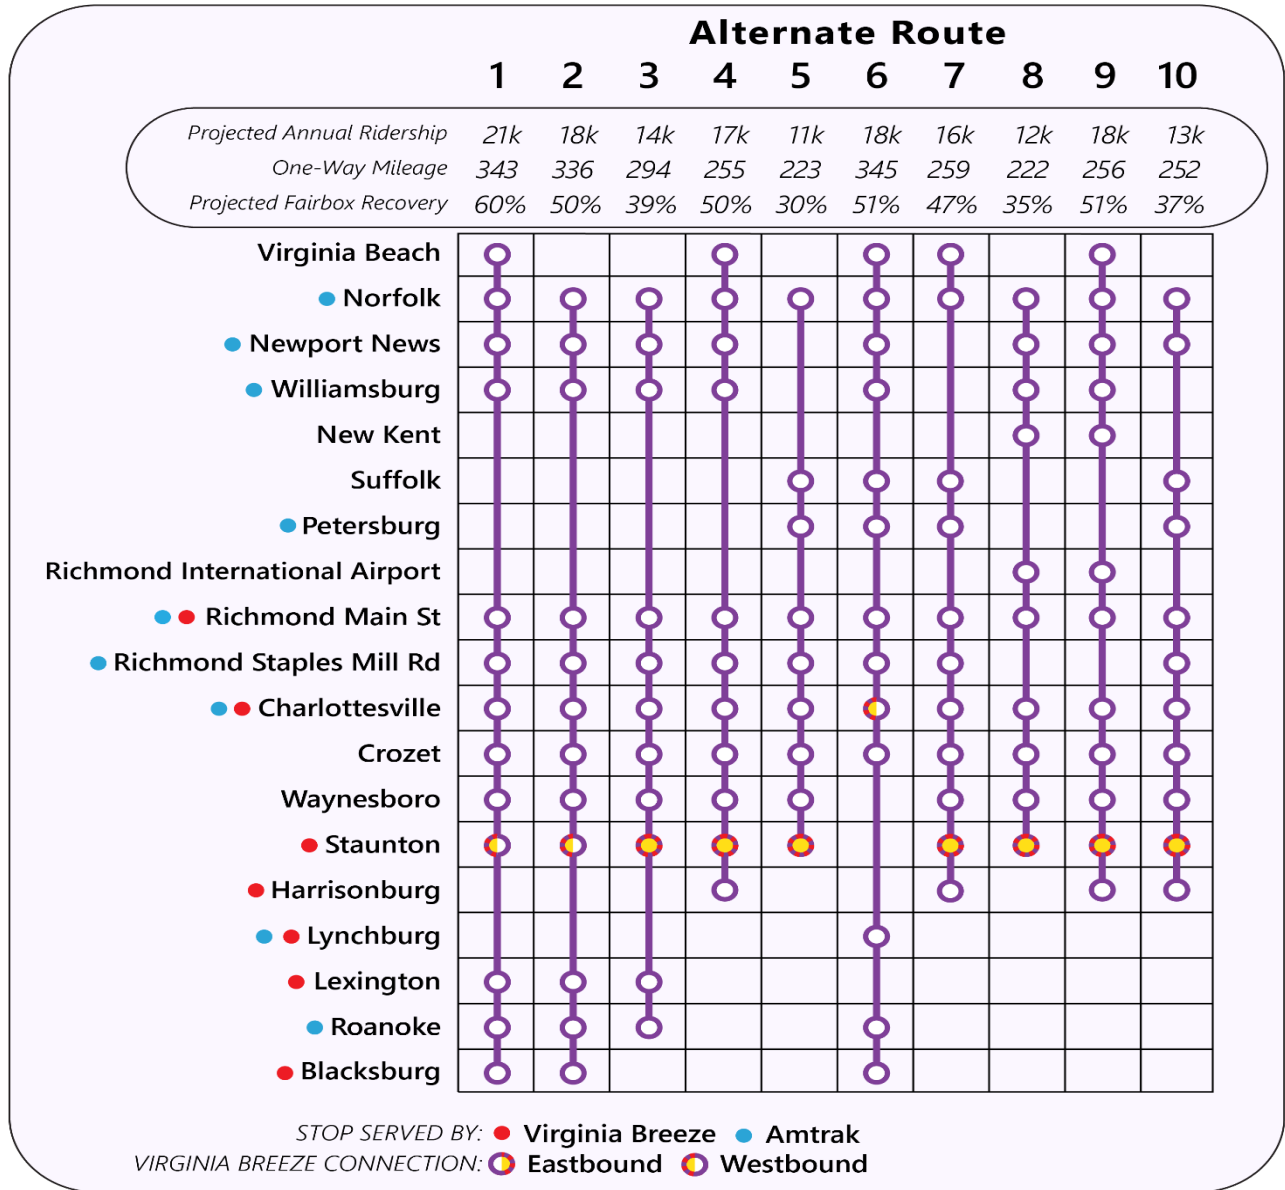 Alternate Route
1 2 3 4 5 6 7 8 9 10
Projected Annual Ridership 21k 18k 14k 17k 11k 18k 16k 12k 18k 13k
One-Way Mileage 343 336 294 255 223 345 259 222 256 252
Projected Fairbox Recovery 60% 50% 39% 50% 30% 51% 47% 35% 51% 37%
Virginia Beach
Norfolk
Newport News
Williamsburg
New Kent
Suffolk
Petersburg
Richmond International Airport
Richmond Main St
Richmond Staples Mill Rd
Charlottesville
Crozet
Waynesboro
Staunton
Harrisonburg
Lynchburg
Lexington
Roanoke
Blacksburg
STOP SERVED BY: Virginia Breeze Amtrak
VIRGINIA BREEZE CONNECTION: Eastbound Westbound